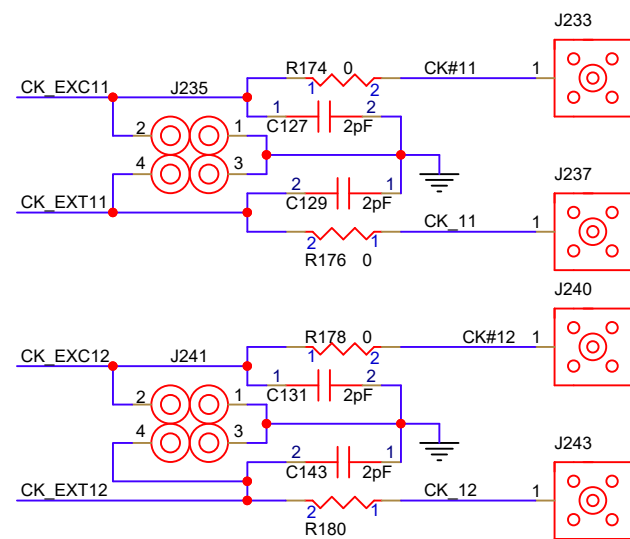 J233
R174 0 CK#11 1
1 2
CK_EXC11 J235
1 2
C127 2pF
2 1
4 3
J237
2 1
C129 2pF
CK_EXT11 CK_11 1
2 1
R176 0
J240
R178 0 CK#12 1
1 2
CK_EXC12 J241
1 2
C131 2pF
2 1
4 3
J243
2 1
C143 2pF
CK_EXT12 CK_12 1
2 1
R180